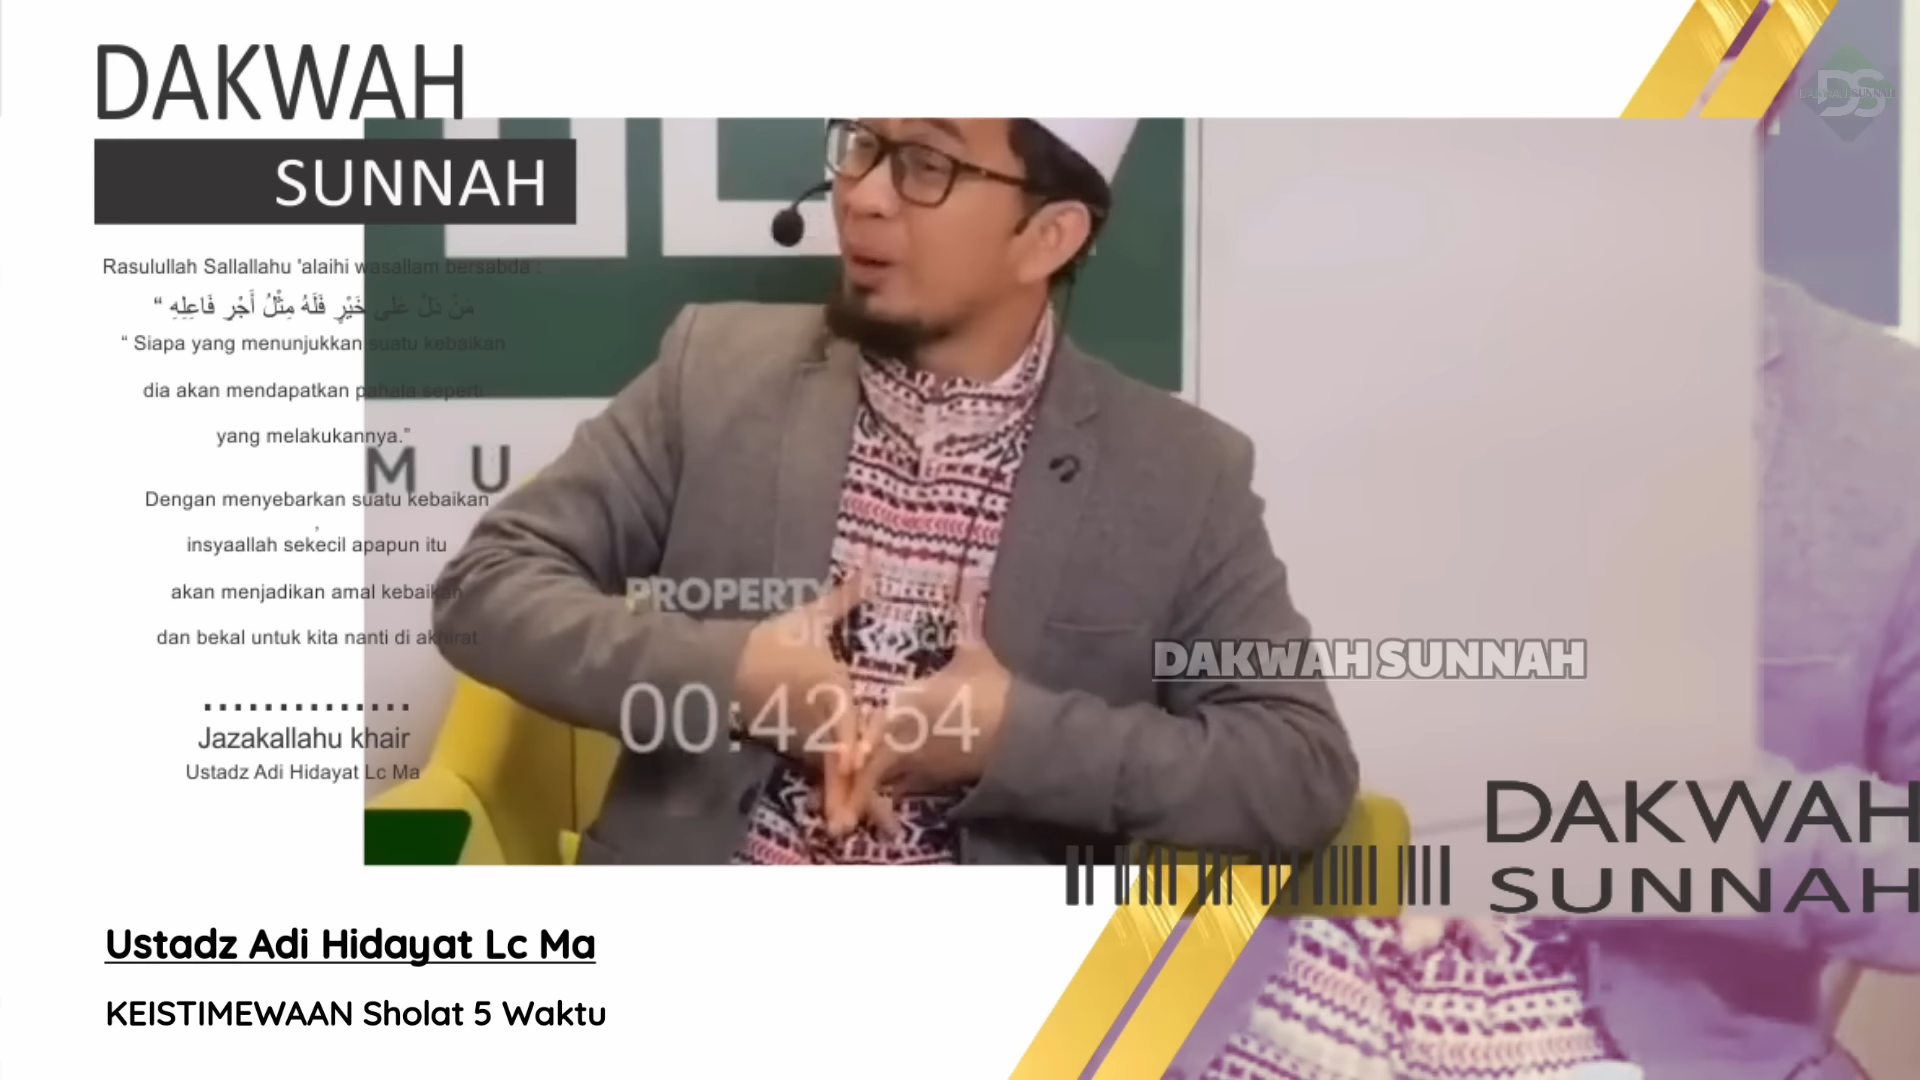 DAKWAH
SUNNAH
Rasulullah Sallallahu 'alaihi wasallam bersabda :
“ مَنْ دَلَّ عَلَى خَيْرٍ فَلَهُ مِثْلُ أَجْرِ فَاعِلِهِ
“ Siapa yang menunjukkan suatu kebaikan
dia akan mendapatkan pahala seperti
yang melakukannya.”
M U
Dengan menyebarkan suatu kebaikan
insyaallah sekecil apapun itu
akan menjadikan amal kebaikan
dan bekal untuk kita nanti di akhirat
Jazakallahu khair
Ustadz Adi Hidayat Lc Ma
PROPERTY
00:42:54
DAKWAH SUNNAH
DAKWAH
SUNNAH
DS
Ustadz Adi Hidayat Lc Ma
KEISTIMEWAAN Sholat 5 Waktu